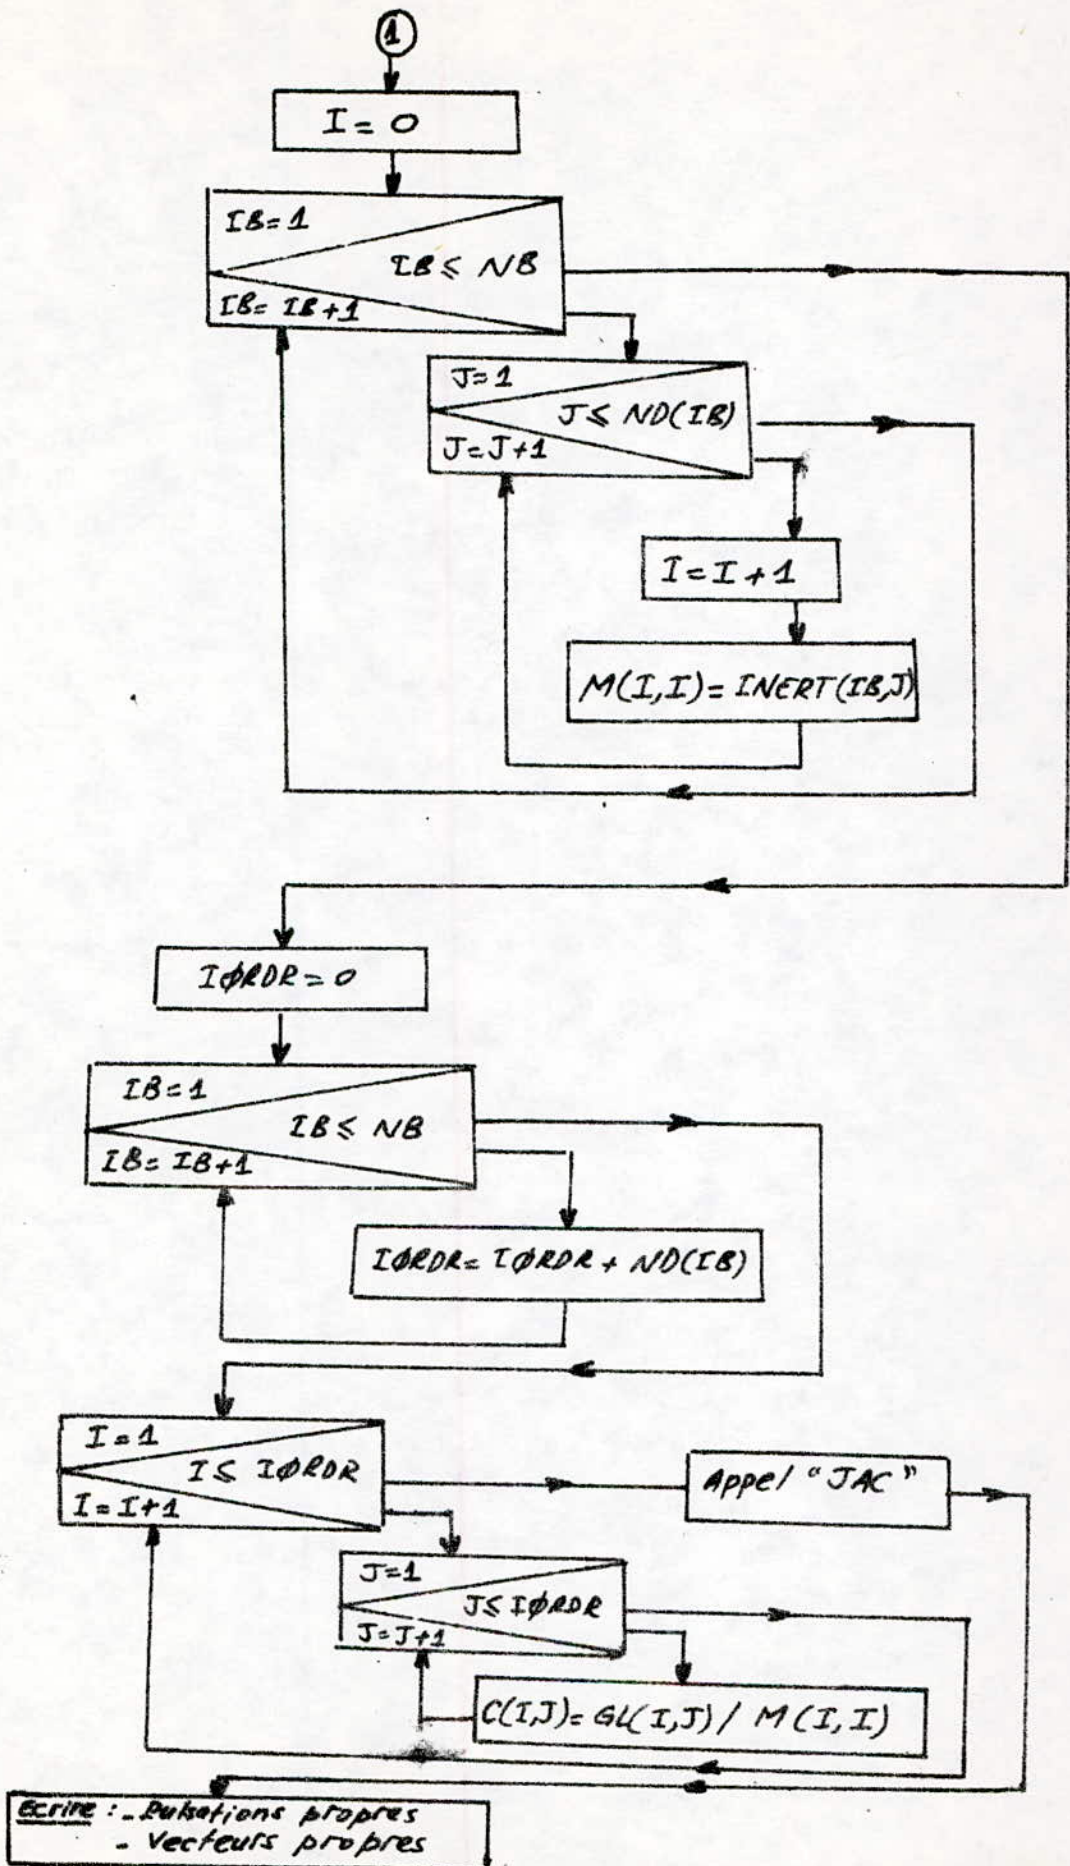 1
I = 0
IB = 1
IB ≤ NB
IB = IB + 1
J = 1
J ≤ ND(IB)
J = J + 1
I = I + 1
M(I,I) = INERT(IB,J)
IØRDR = 0
IB = 1
IB ≤ NB
IB = IB + 1
IØRDR = IØRDR + ND(IB)
I = 1
I ≤ IØRDR
I = I + 1
Appel "JAC"
J = 1
J ≤ IØRDR
J = J + 1
C(I,J) = GL(I,J) / M(I,I)
Ecrire : - Pulsations propres
- Vecteurs propres